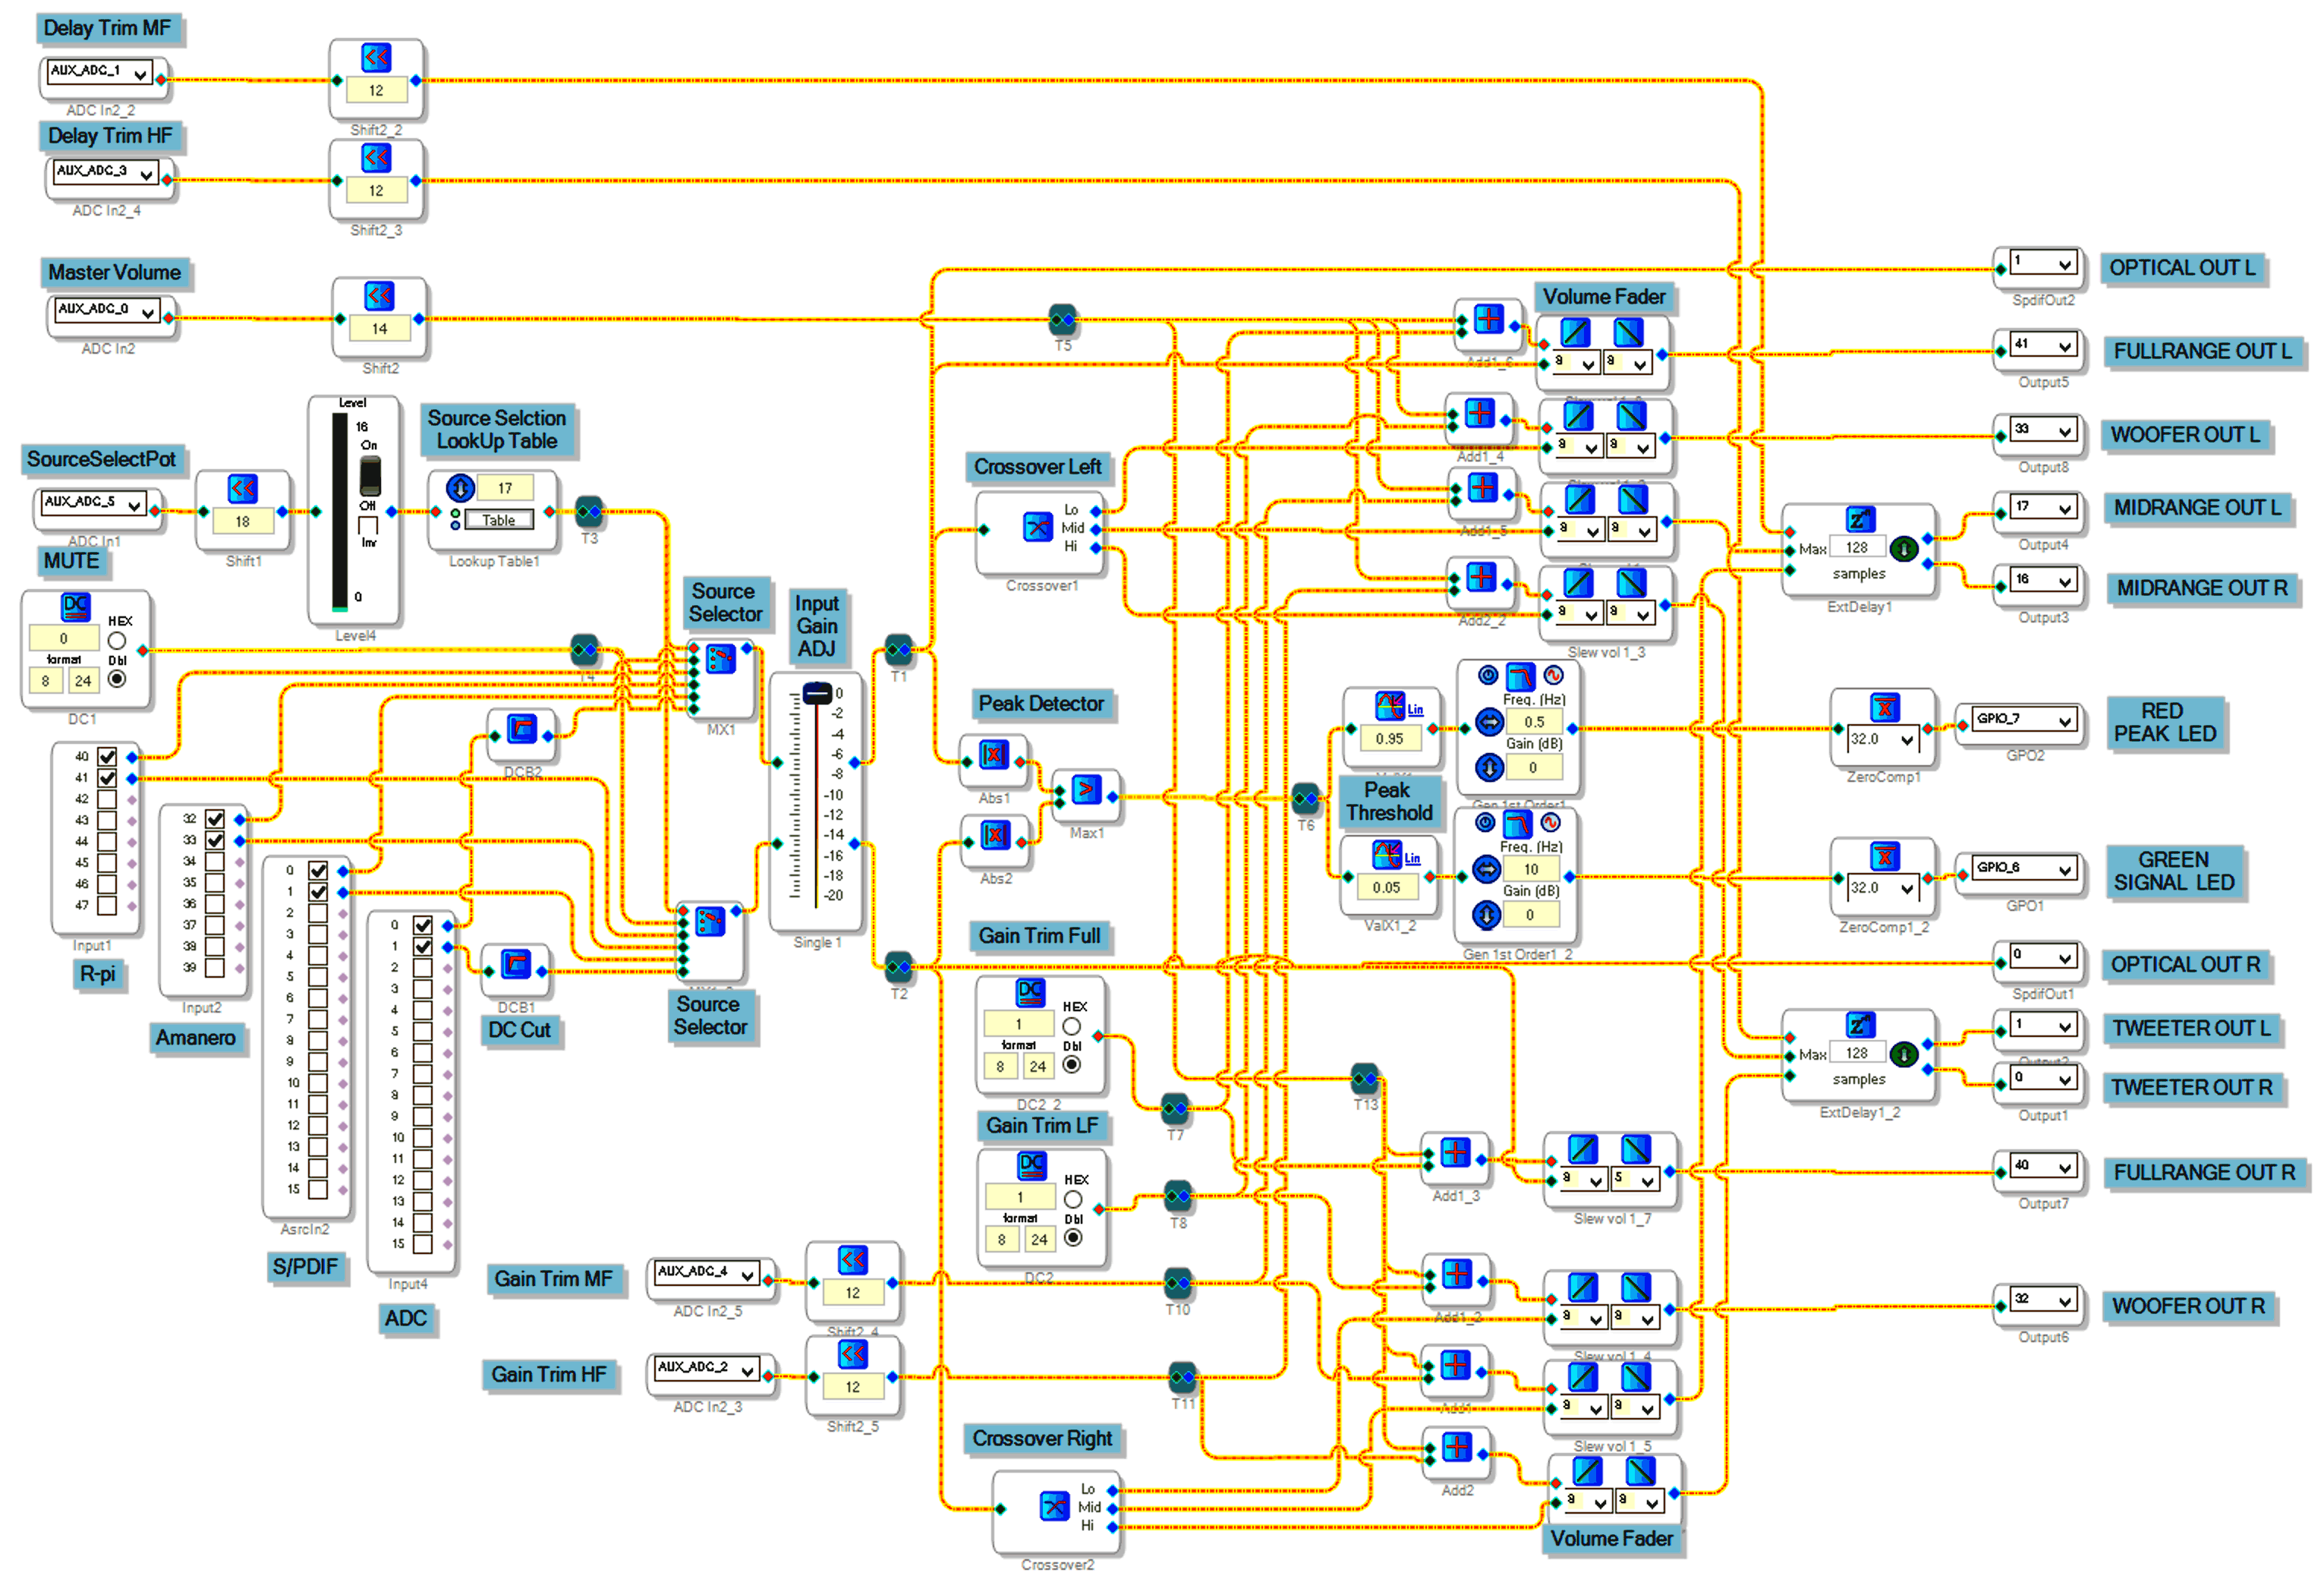 Delay Trim MF
AUX_ADC_1
ADC In2_2
12
Shift2_2
Delay Trim HF
AUX_ADC_3
ADC In2_4
12
Shift2_3
Master Volume
AUX_ADC_0
ADC In2
14
Shift2
T5
SourceSelectPot
AUX_ADC_5
ADC In1
18
Shift1
Level
16
On
Off
Inv
0
Level4
Source Selction
LookUp Table
17
Table
Lookup Table1
T3
MUTE
DC
0
HEX
format
Dbl
8
24
DC1
T4
Source
Selector
MX1
Input
Gain
ADJ
0
-2
-4
-6
-8
-10
-12
-14
-16
-18
-20
Single 1
T1
T2
40
41
42
43
44
45
46
47
Input1
R-pi
32
33
34
35
36
37
38
39
Input2
Amanero
0
1
2
3
4
5
6
7
8
9
10
11
12
13
14
15
AsrcIn2
S/PDIF
0
1
2
3
4
5
6
7
8
9
10
11
12
13
14
15
Input4
ADC
DCB2
DCB1
DC Cut
Source
Selector
Crossover Left
Lo
Mid
Hi
Crossover1
Peak Detector
|x|
Abs1
|x|
Abs2
>
Max1
T6
Gain Trim Full
DC
1
HEX
format
Dbl
8
24
DC2_2
T7
Gain Trim LF
DC
1
HEX
format
Dbl
8
24
DC2
T8
Gain Trim MF
AUX_ADC_4
ADC In2_5
12
Shift2_4
T10
Gain Trim HF
AUX_ADC_2
ADC In2_3
12
Shift2_5
T11
Crossover Right
Lo
Mid
Hi
Crossover2
T13
Volume Fader
Add1_6
Add1_4
Add1_5
Add2_2
Slew vol 1_3
Lin
0.95
Peak
Threshold
Lin
0.05
ValX1_2
Freq. (Hz)
0.5
Gain (dB)
0
Gen 1st Order1
Freq. (Hz)
10
Gain (dB)
0
Gen 1st Order1_2
32.0
ZeroComp1
GPIO_7
GPO2
RED
PEAK LED
32.0
ZeroComp1_2
GPIO_6
GPO1
GREEN
SIGNAL LED
Add1_3
5
Slew vol 1_7
Add1_2
Slew vol 1_4
Add1
Slew vol 1_5
Add2
Volume Fader
Max
128
samples
ExtDelay1
Max
128
samples
ExtDelay1_2
1
SpdifOut2
OPTICAL OUT L
41
Output5
FULLRANGE OUT L
33
Output8
WOOFER OUT L
17
Output4
MIDRANGE OUT L
16
Output3
MIDRANGE OUT R
0
SpdifOut1
OPTICAL OUT R
1
Output2
TWEETER OUT L
0
Output1
TWEETER OUT R
40
Output7
FULLRANGE OUT R
32
Output6
WOOFER OUT R